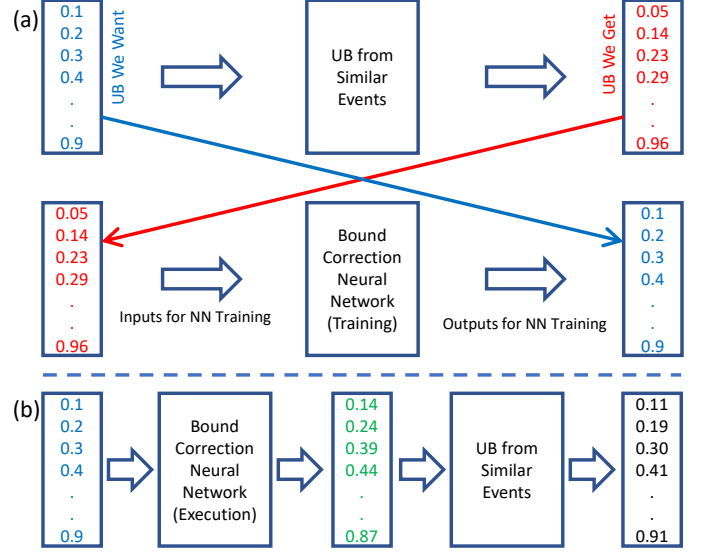 (a)
0.1
0.2
0.3
0.4
.
.
0.9
UB We Want
UB from
Similar
Events
UB We Get
0.05
0.14
0.23
0.29
.
.
0.96
0.05
0.14
0.23
0.29
.
.
0.96
Inputs for NN Training
Bound
Correction
Neural
Network
(Training)
Outputs for NN Training
0.1
0.2
0.3
0.4
.
.
0.9
(b)
0.1
0.2
0.3
0.4
.
.
0.9
Bound
Correction
Neural
Network
(Execution)
0.14
0.24
0.39
0.44
.
.
0.87
UB from
Similar
Events
0.11
0.19
0.30
0.41
.
.
0.91